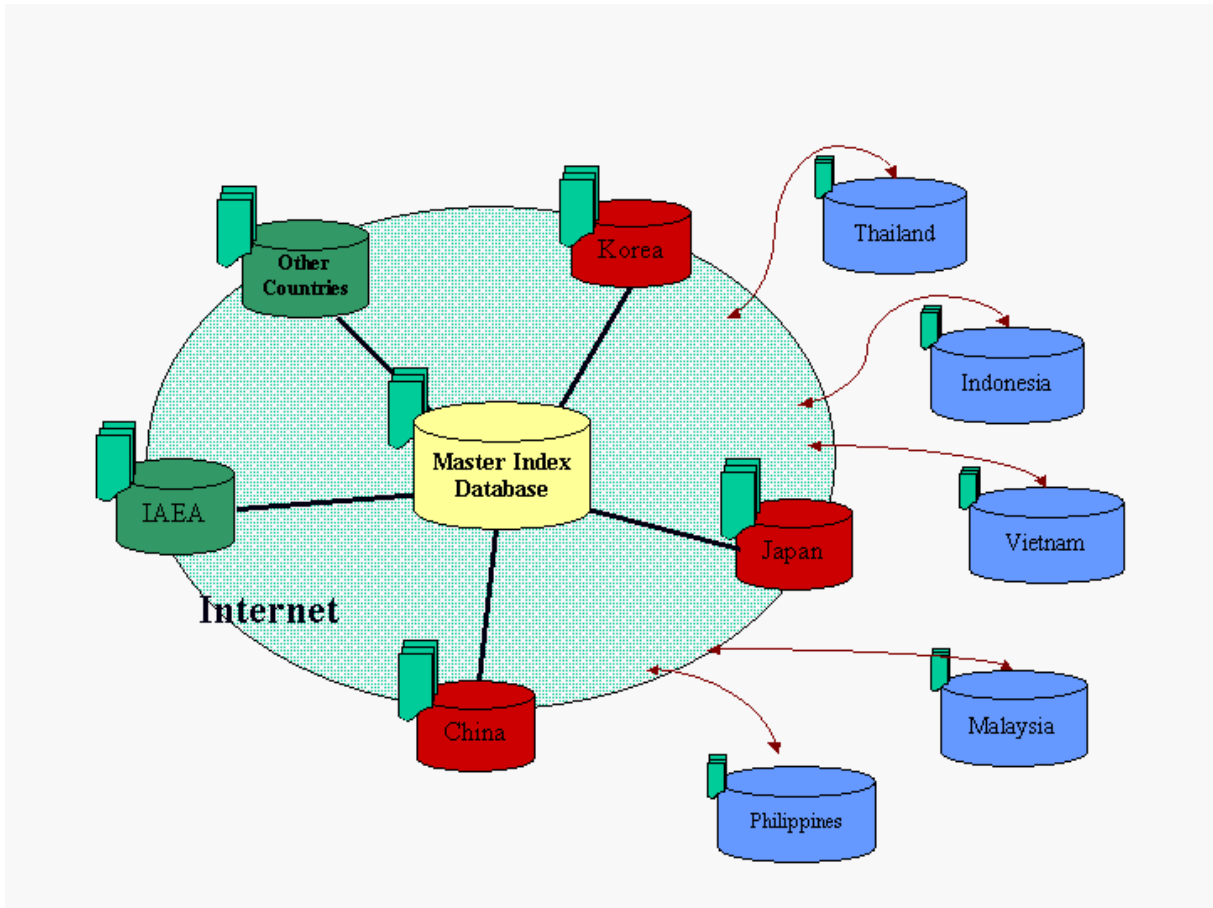 Thailand
Korea
Other
Countries
Indonesia
Master Index
Database
IAEA
Japan
Vietnam
Internet
China
Malaysia
Philippines